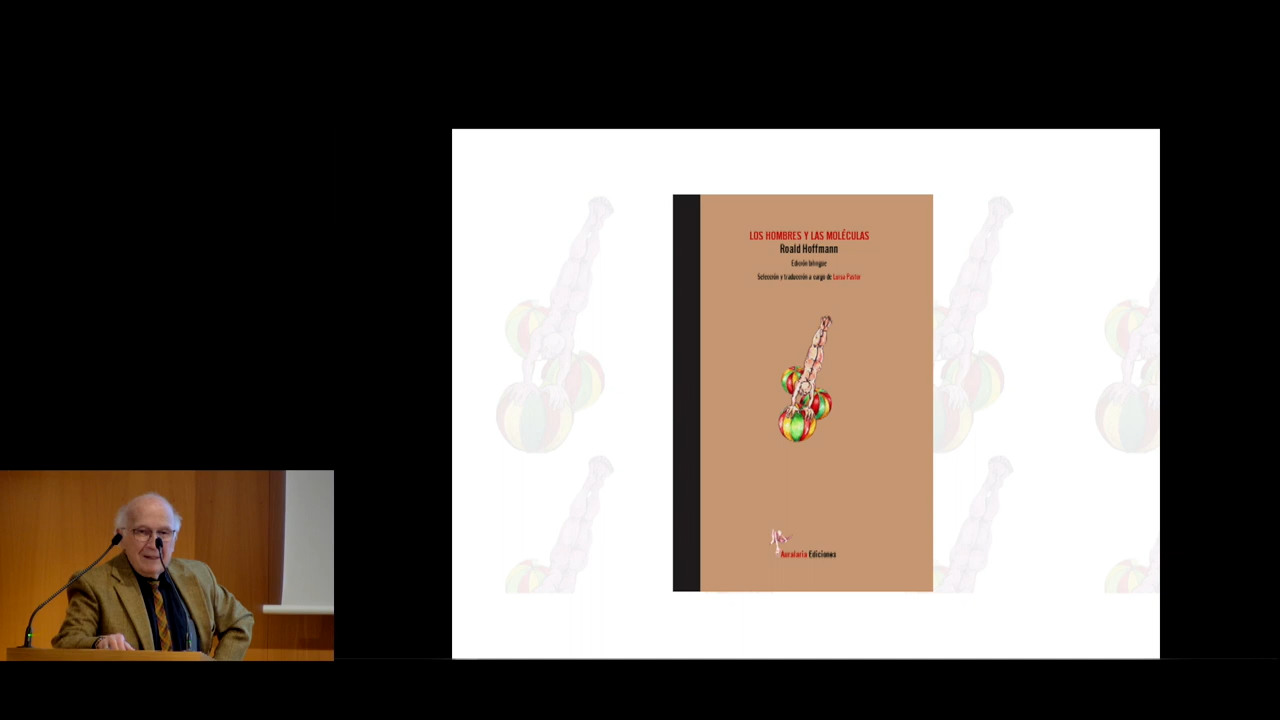 LOS HOMBRES Y LAS MOLÉCULAS
Roald Hoffmann
Edición bilingüe
Selección y traducción a cargo de Luisa Pastor
Auralaria Ediciones